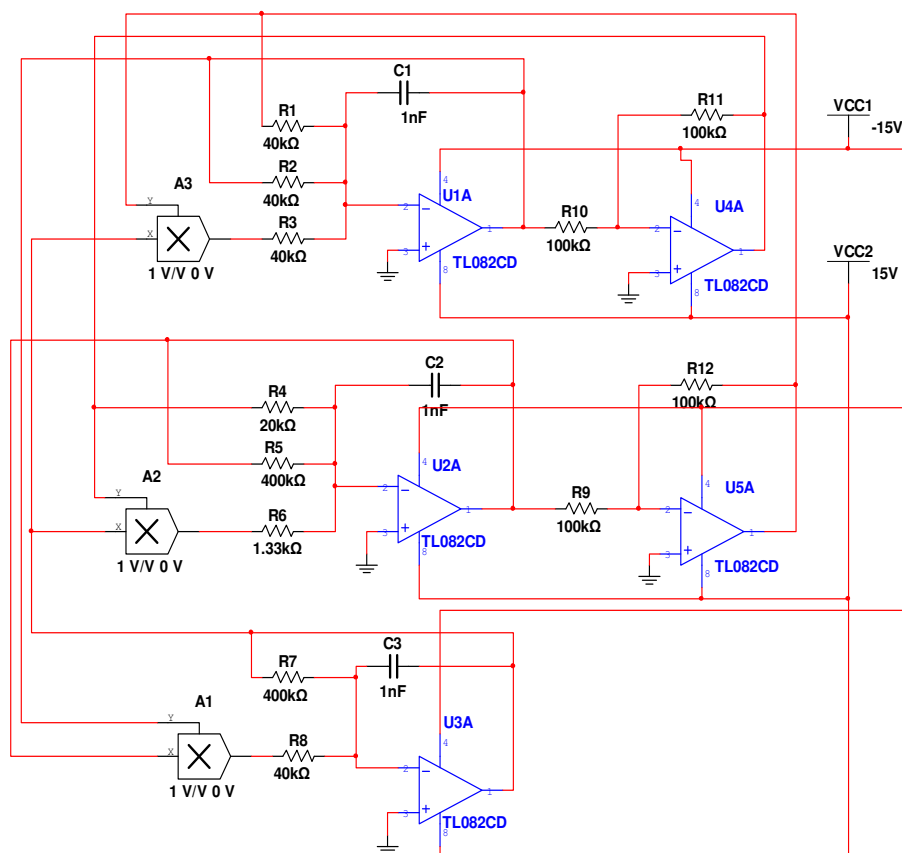 C1
1nF
R1
40kΩ
R2
40kΩ
A3
Y
X
1 V/V 0 V
R3
40kΩ
4
U1A
2
3
1
8
TL082CD
R10
100kΩ
R11
100kΩ
4
U4A
2
3
1
8
TL082CD
VCC1
-15V
VCC2
15V
C2
1nF
R4
20kΩ
R5
400kΩ
A2
Y
X
1 V/V 0 V
R6
1.33kΩ
4
U2A
2
3
1
8
TL082CD
R9
100kΩ
R12
100kΩ
4
U5A
2
3
1
8
TL082CD
C3
1nF
R7
400kΩ
A1
Y
X
1 V/V 0 V
R8
40kΩ
U3A
4
2
3
1
8
TL082CD